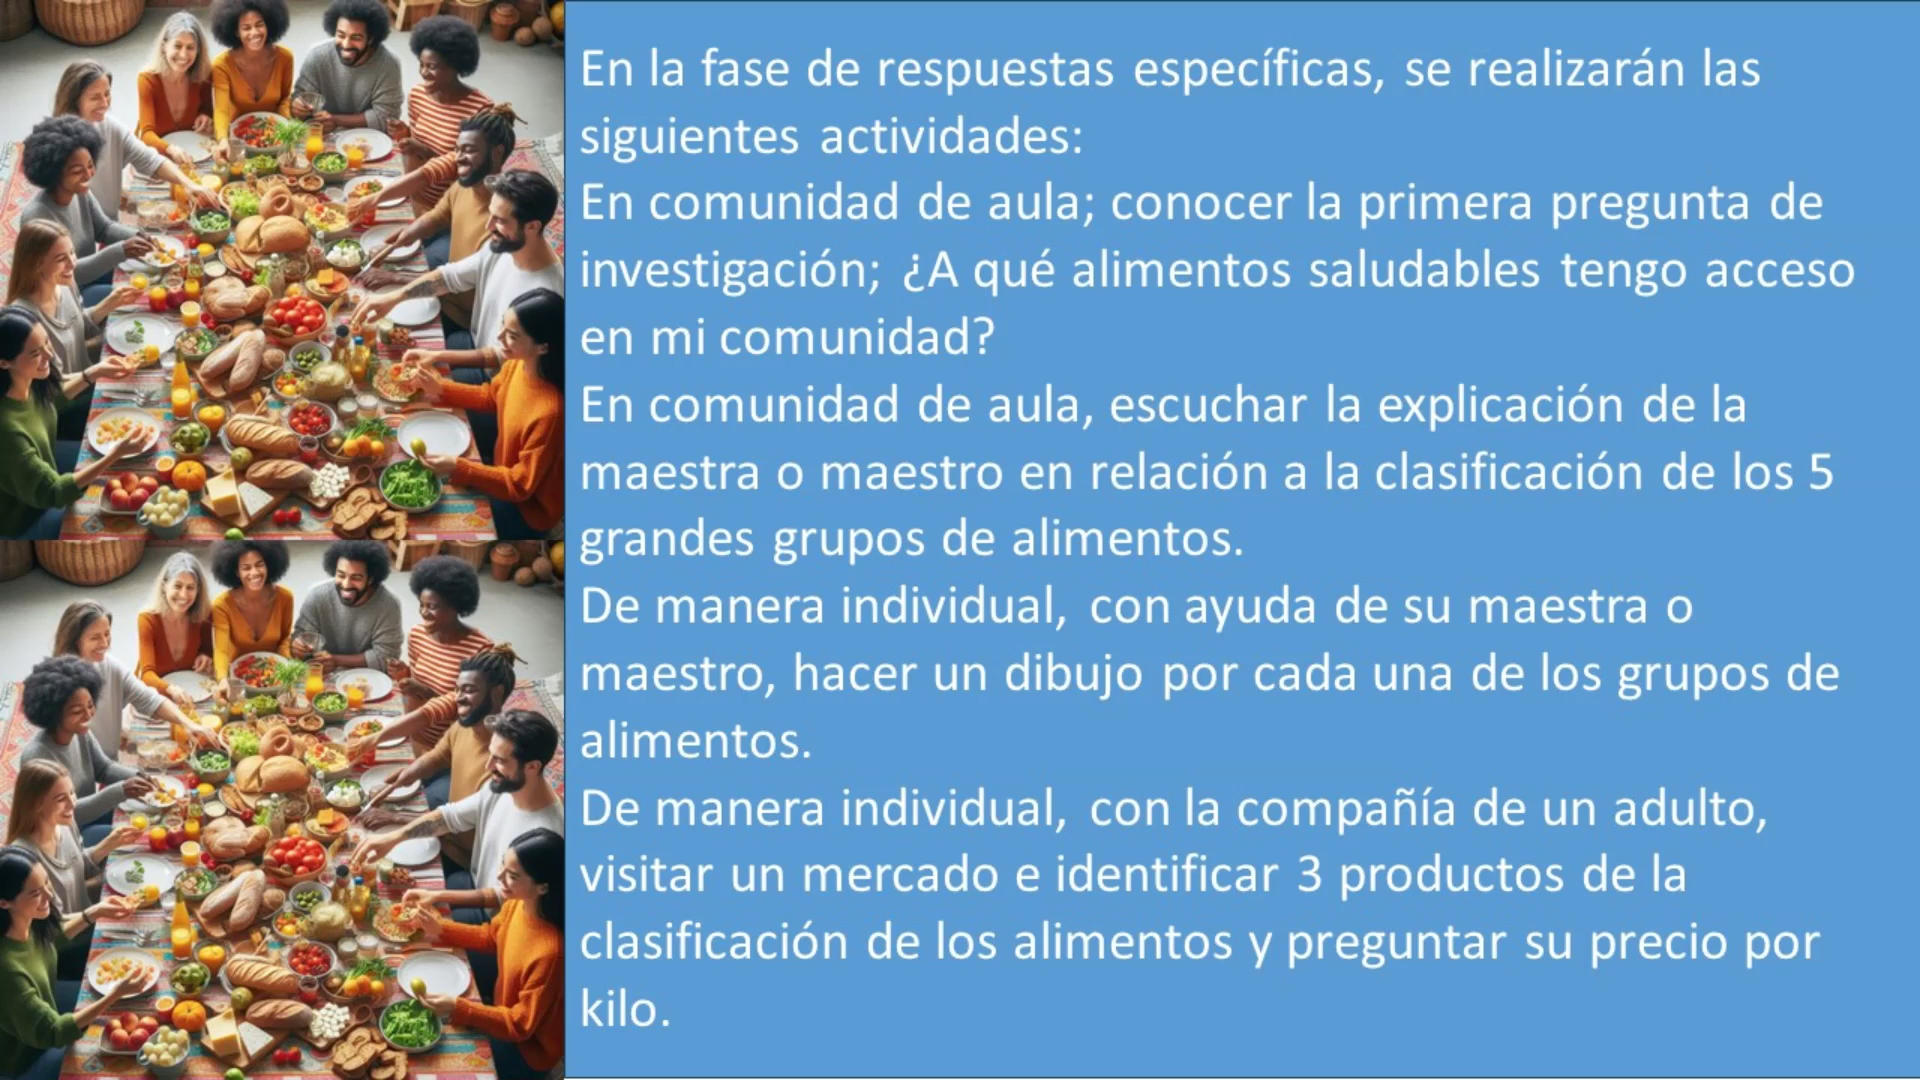 En la fase de respuestas específicas, se realizarán las
siguientes actividades:
En comunidad de aula; conocer la primera pregunta de
investigación; ¿A qué alimentos saludables tengo acceso
en mi comunidad?
En comunidad de aula, escuchar la explicación de la
maestra o maestro en relación a la clasificación de los 5
grandes grupos de alimentos.
De manera individual, con ayuda de su maestra o
maestro, hacer un dibujo por cada una de los grupos de
alimentos.
De manera individual, con la compañía de un adulto,
visitar un mercado e identificar 3 productos de la
clasificación de los alimentos y preguntar su precio por
kilo.